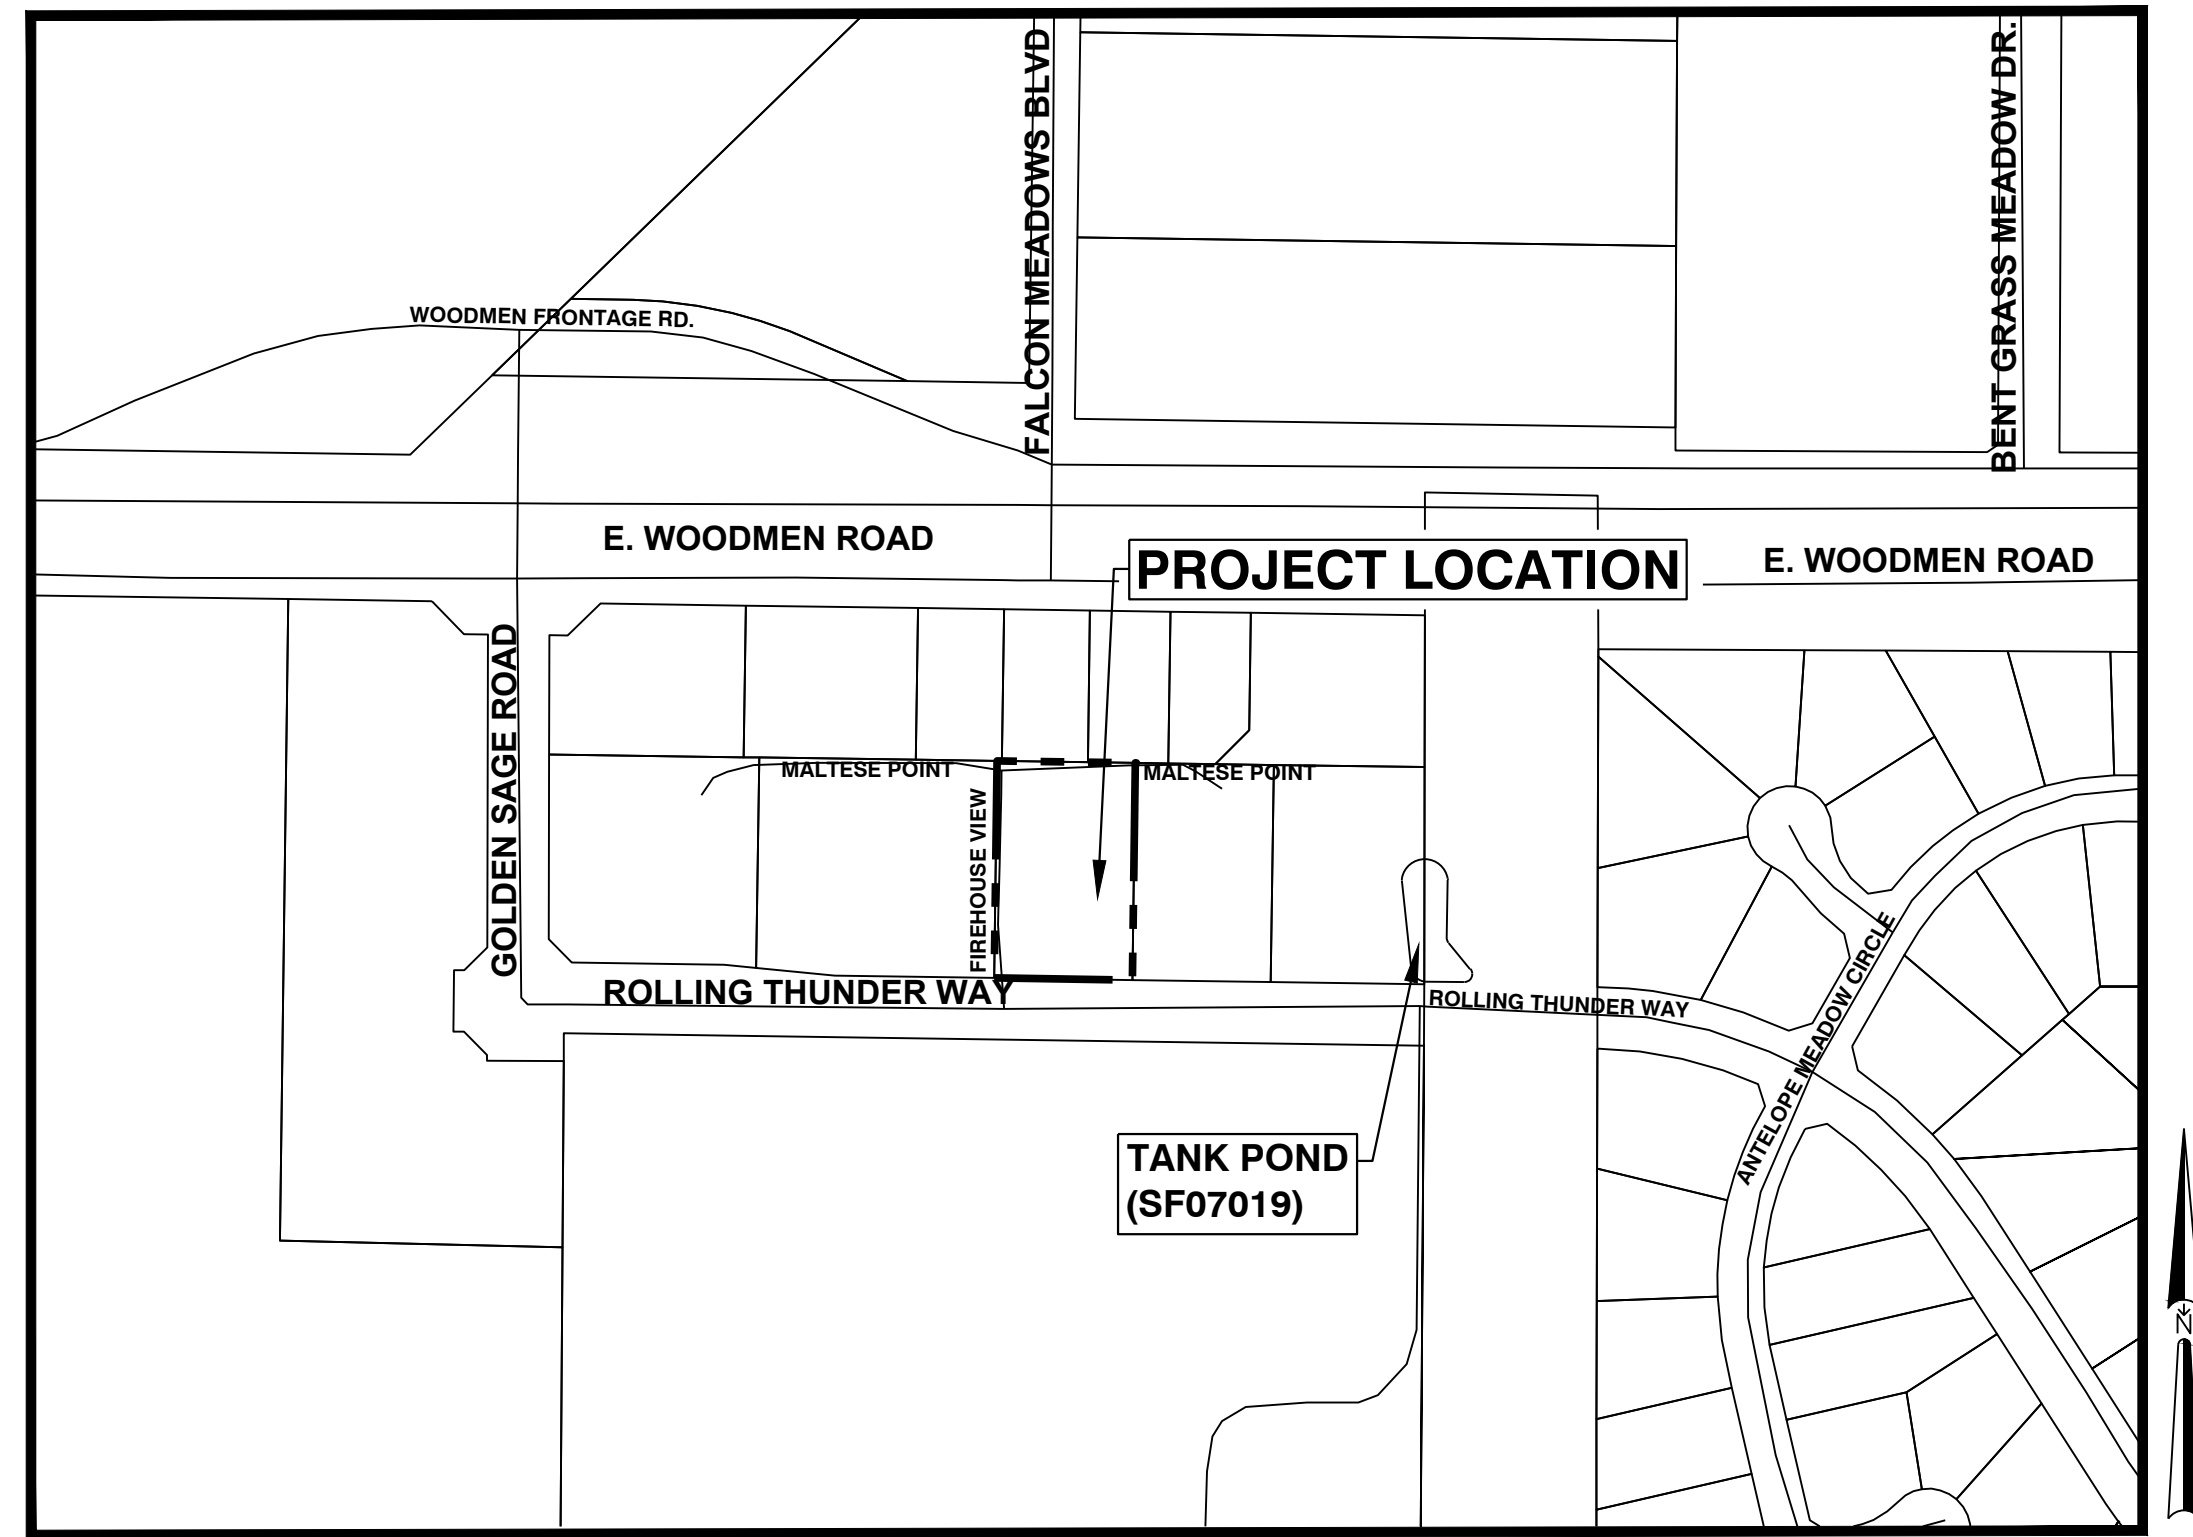 FALCON MEADOWS BLVD
BENT GRASS MEADOW DR.
WOODMEN FRONTAGE RD.
E. WOODMEN ROAD
PROJECT LOCATION
E. WOODMEN ROAD
GOLDEN SAGE ROAD
MALTESE POINT
MALTESE POINT
FIREHOUSE VIEW
ROLLING THUNDER WAY
ROLLING THUNDER WAY
ANTELOPE MEADOW CIRCLE
TANK POND
(SF07019)
N